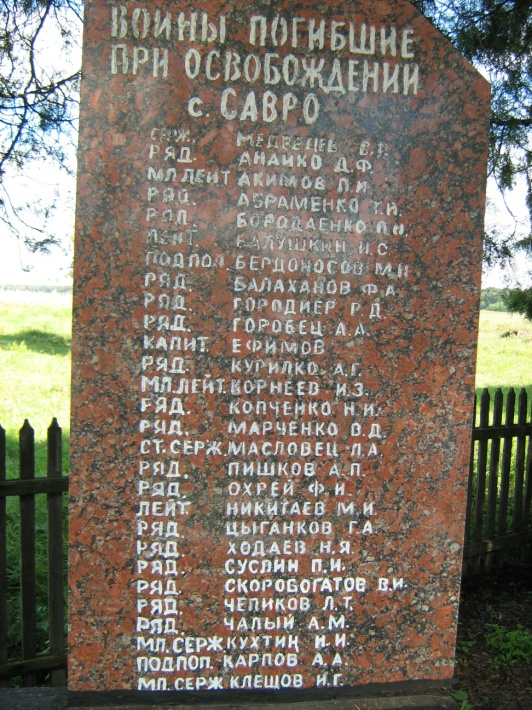 ВОИНЫ ПОГИБШИЕ
ПРИ ОСВОБОЖДЕНИИ
с. САВРО
СЕРЖ. МЕДВЕДЕВ В.
РЯД. АНАЙКО Д.Ф.
МЛ.ЛЕЙТ АКИМОВ П.И.
РЯД. АБРАМЕНКО Т.И.
РЯД. БОРОДАЕНКО
ЛЕЙТ. БАЛУШКИН И.С.
ПОДПОЛ. БЕРДОНОСОВ М.Н
РЯД. БАЛАХАНОВ Ф.А.
РЯД. ГОРОДИЕР Р.Д.
РЯД. ГОРОБЕЦ А.А.
КАПИТ. ЕФИМОВ
РЯД. КУРИЛКО А.Г.
МЛ.ЛЕЙТ. КОРНЕЕВ И.З.
РЯД. КОПЧЕНКО Н.И.
РЯД. МАРЧЕНКО В.Д.
СТ.СЕРЖ. МАСЛОВЕЦ Л.А.
РЯД. ПИШКОВ А.П.
РЯД. ОХРЕЙ Ф.И.
ЛЕЙТ. НИКИТАЕВ М.И.
РЯД. ЦЫГАНКОВ Г.А.
РЯД. ХОДАЕВ Н.Я.
РЯД. СУСЛИН П.И.
РЯД. СКОРОБОГАТОВ В.И.
РЯД. ЧЕПИКОВ Л.Т.
РЯД. ЧАЛЫЙ А.М.
МЛ. СЕРЖ КУХТИН И.И.
ПОДПОЛ. КАРПОВ А.А.
МЛ. СЕРЖ КЛЕЩОВ И.Г.